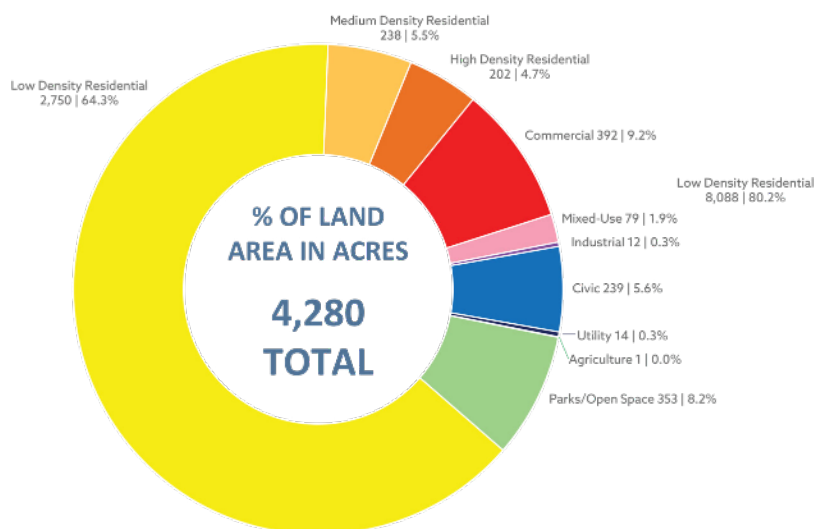 Medium Density Residential
238 | 5.5%
High Density Residential
202 | 4.7%
Low Density Residential
2,750 | 64.3%
Commercial 392 | 9.2%
Low Density Residential
8,088 | 80.2%
Mixed-Use 79 | 1.9%
Industrial 12 | 0.3%
Civic 239 | 5.6%
Utility 14 | 0.3%
Agriculture 1 | 0.0%
Parks/Open Space 353 | 8.2%
% OF LAND
AREA IN ACRES
4,280
TOTAL